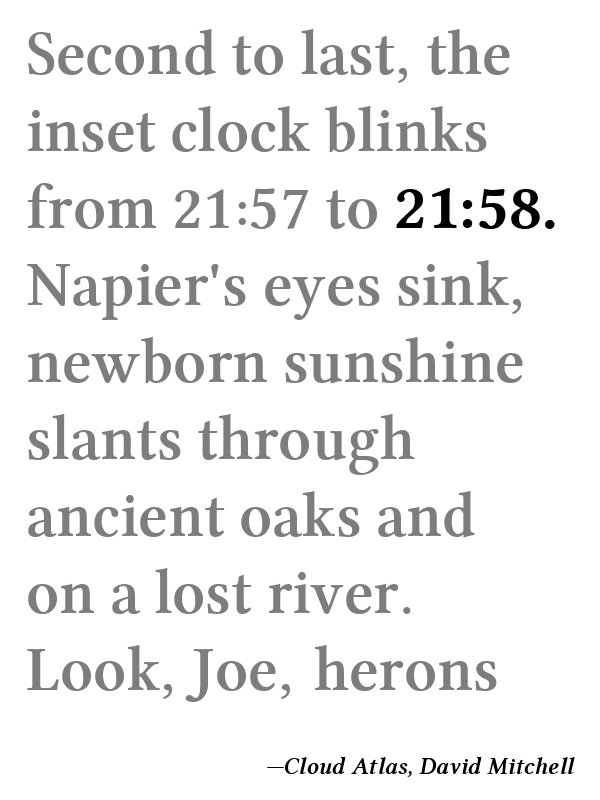 Second to last, the
inset clock blinks
from 21:57 to 21:58.
Napier's eyes sink,
newborn sunshine
slants through
ancient oaks and
on a lost river.
Look, Joe, herons
—Cloud Atlas, David Mitchell